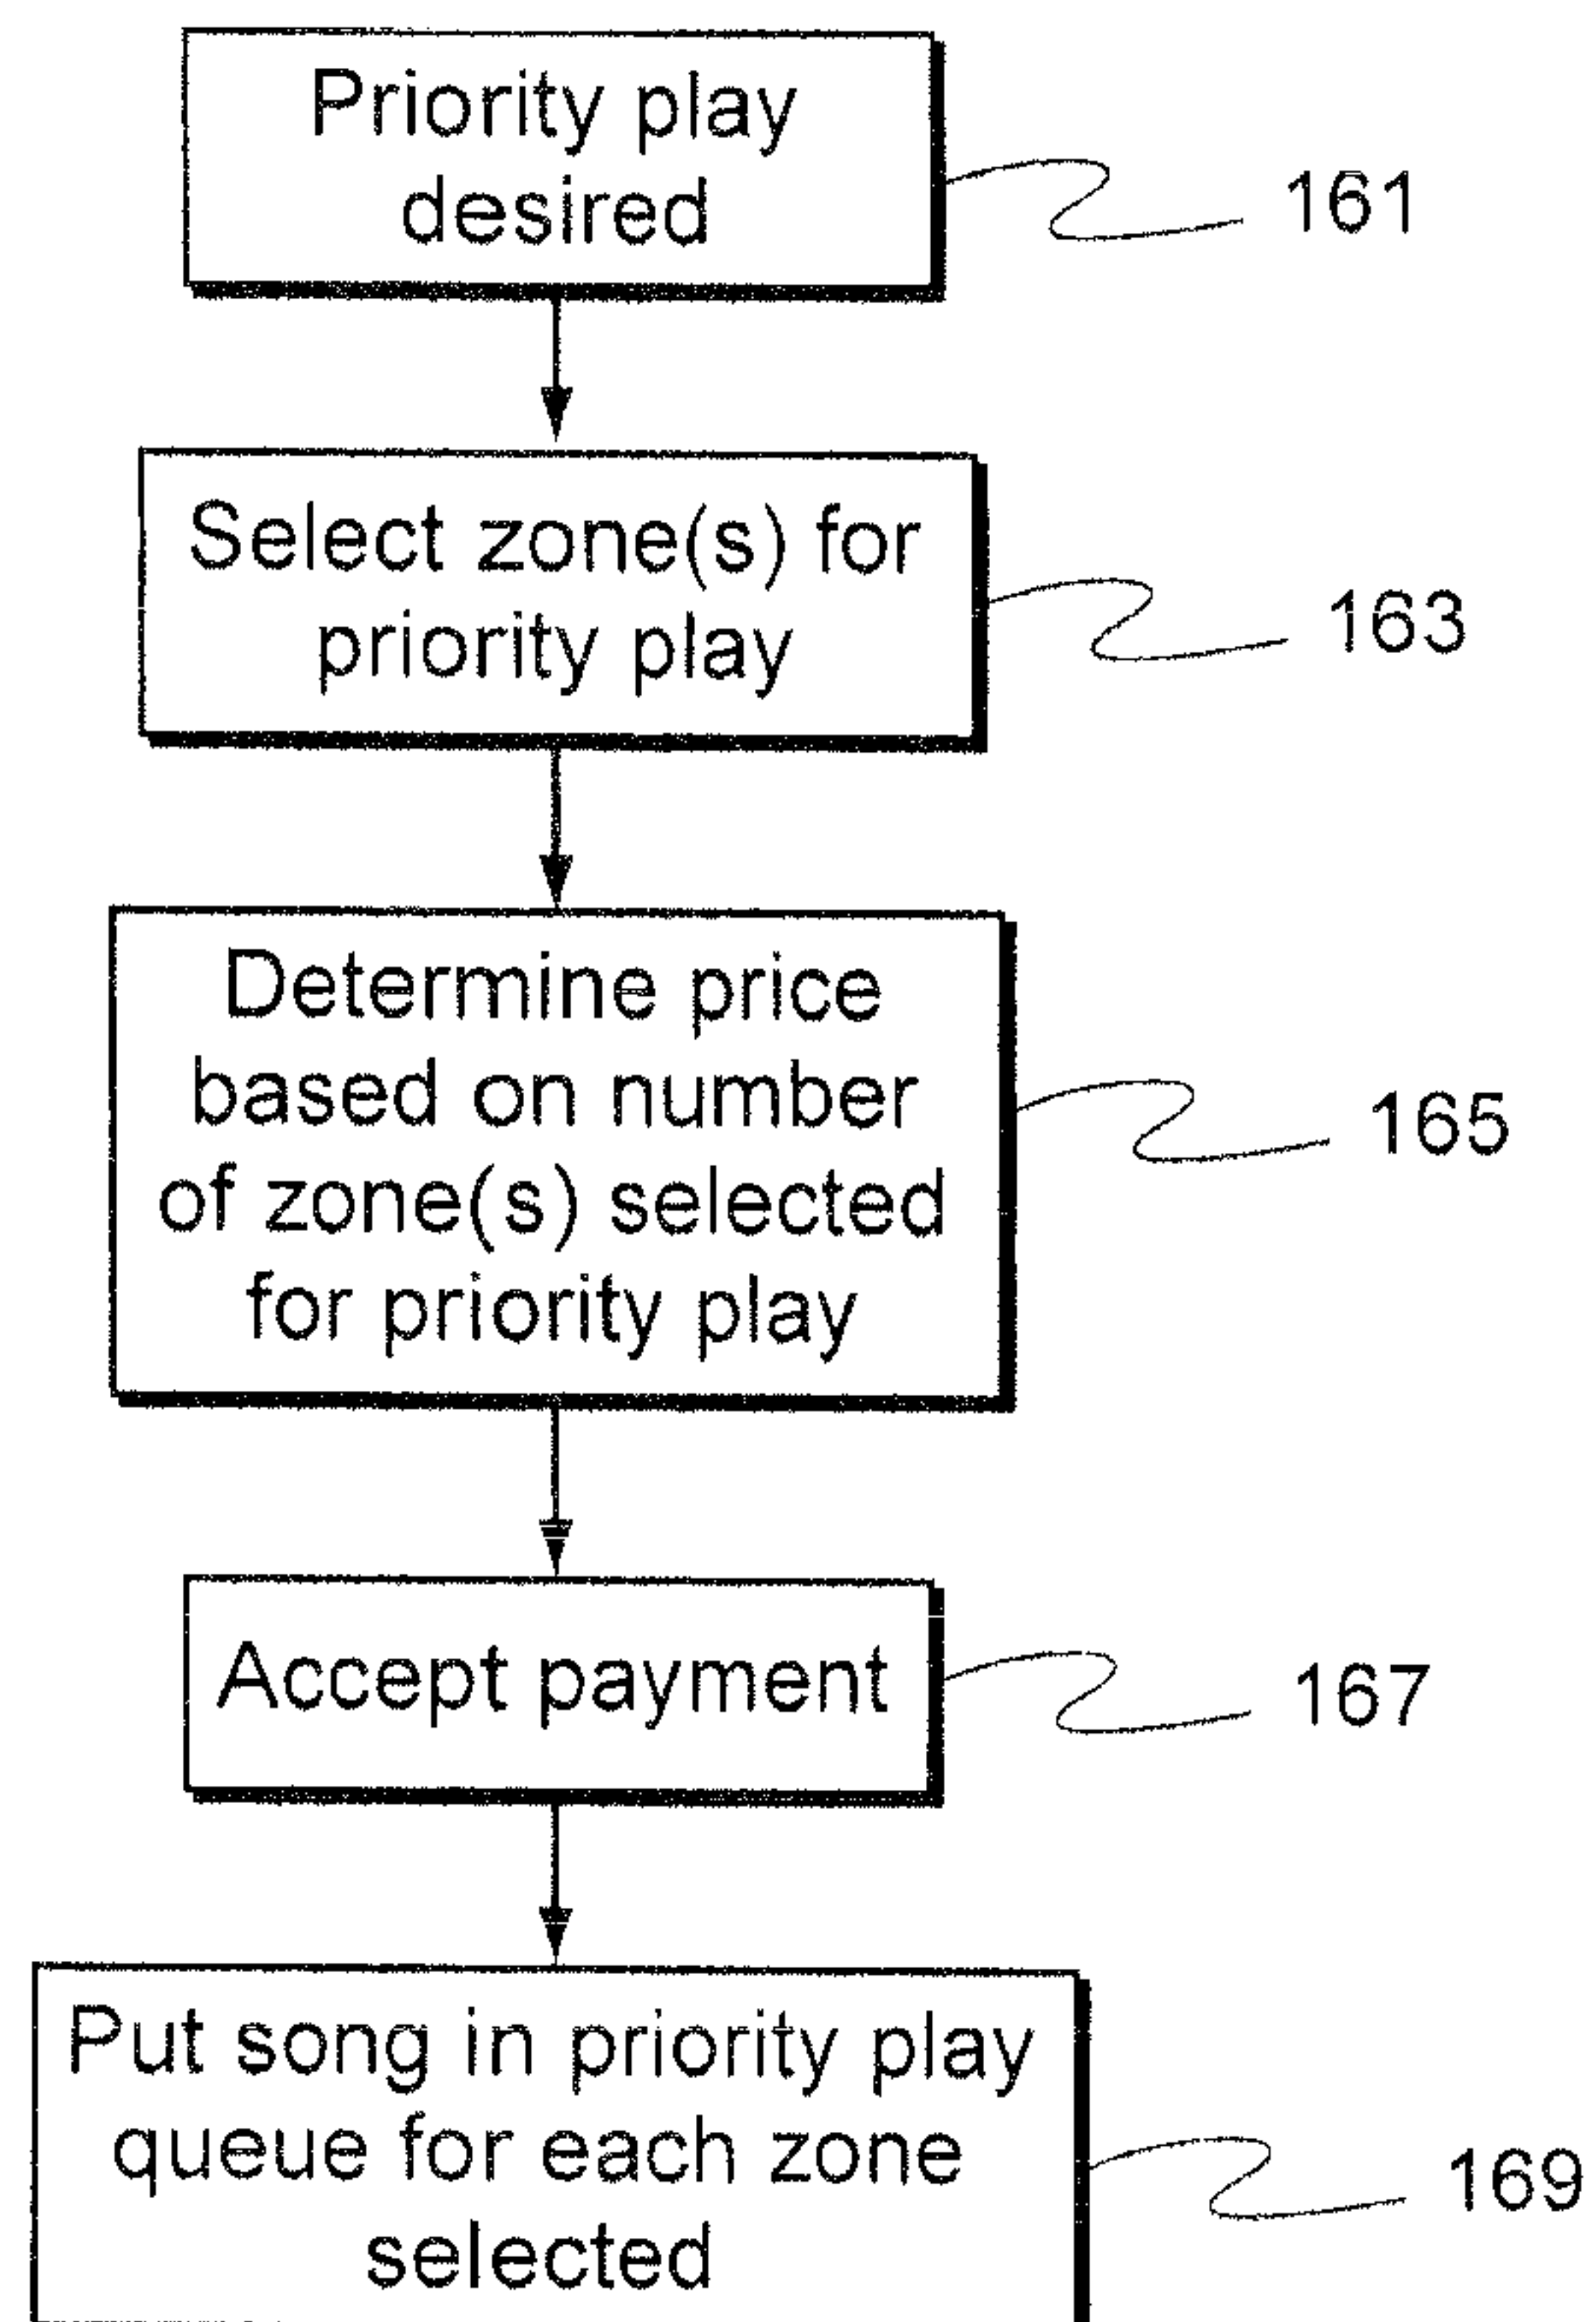 Priority play
desired
161
Select zone(s) for
priority play
163
Determine price
based on number
of zone(s) selected
for priority play
165
Accept payment
167
Put song in priority play
queue for each zone
selected
169